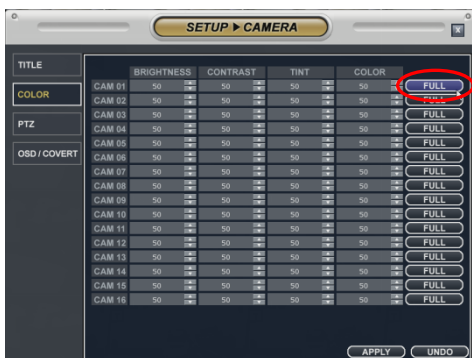 SETUP ▶ CAMERA
X
TITLE
COLOR
PTZ
OSD / COVERT
BRIGHTNESS CONTRAST TINT COLOR
CAM 01 50 50 50 50 FULL
CAM 02 50 50 50 50 FULL
CAM 03 50 50 50 50 FULL
CAM 04 50 50 50 50 FULL
CAM 05 50 50 50 50 FULL
CAM 06 50 50 50 50 FULL
CAM 07 50 50 50 50 FULL
CAM 08 50 50 50 50 FULL
CAM 09 50 50 50 50 FULL
CAM 10 50 50 50 50 FULL
CAM 11 50 50 50 50 FULL
CAM 12 50 50 50 50 FULL
CAM 13 50 50 50 50 FULL
CAM 14 50 50 50 50 FULL
CAM 15 50 50 50 50 FULL
CAM 16 50 50 50 50 FULL
APPLY UNDO